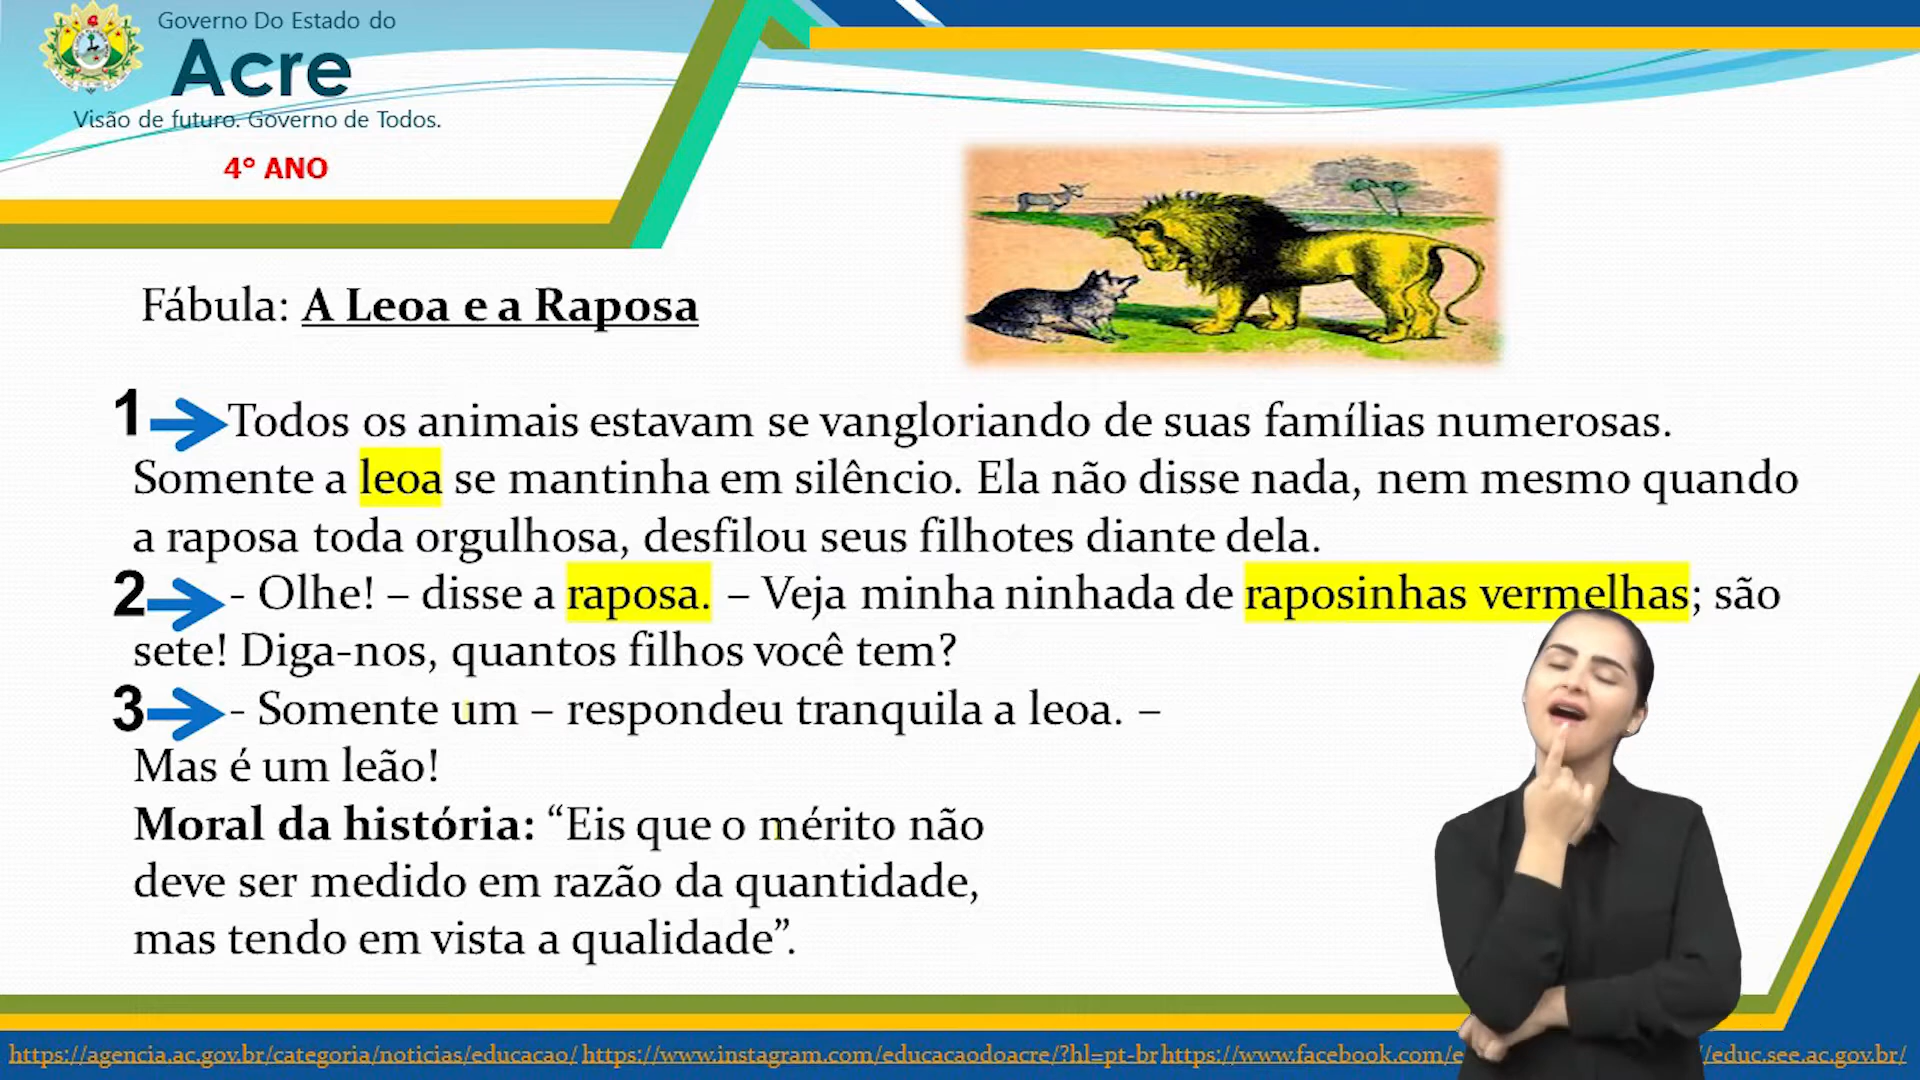 Governo Do Estado do
Acre
Visão de futuro. Governo de Todos.
4° ANO
Fábula: A Leoa e a Raposa
1 Todos os animais estavam se vangloriando de suas famílias numerosas.
Somente a leoa se mantinha em silêncio. Ela não disse nada, nem mesmo quando
a raposa toda orgulhosa, desfilou seus filhotes diante dela.
2 - Olhe! – disse a raposa. – Veja minha ninhada de raposinhas vermelhas; são
sete! Diga-nos, quantos filhos você tem?
3 - Somente um – respondeu tranquila a leoa. –
Mas é um leão!
Moral da história: “Eis que o mérito não
deve ser medido em razão da quantidade,
mas tendo em vista a qualidade”.
https://agencia.ac.gov.br/categoria/noticias/educacao/ https://www.instagram.com/educacaodoacre/?hl=pt-br https://www.facebook.com/e /educ.see.ac.gov.br/